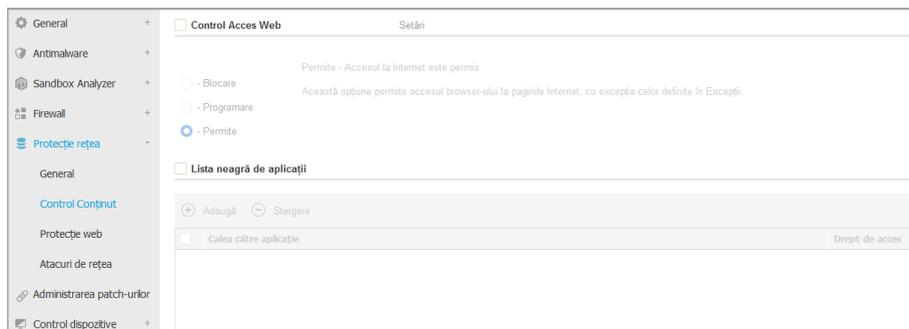 General +
Antimalware +
Sandbox Analyzer +
Firewall +
Protecție rețea -
General
Control Conținut
Protecție web
Atacuri de rețea
Administrarea patch-urilor
Control dispozitive +
Control Acces Web Setări
Permite - Accesul la Internet este permis
Această opțiune permite accesul browser-ului la paginile Internet, cu excepția celor definite în Excepții.
- Blocare
- Programare
- Permite
Lista neagră de aplicații
Adaugă Ștergere
Calea către aplicație Drept de acces